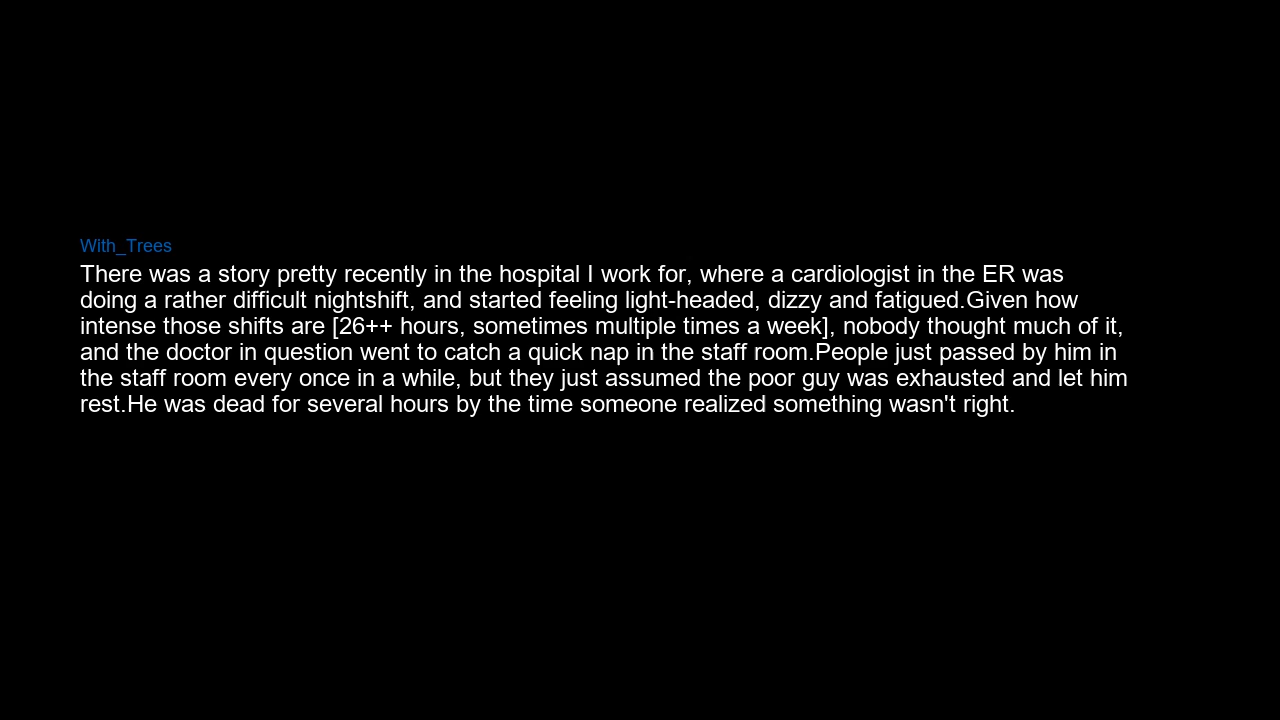 With_Trees
There was a story pretty recently in the hospital I work for, where a cardiologist in the ER was
doing a rather difficult nightshift, and started feeling light-headed, dizzy and fatigued.Given how
intense those shifts are [26++ hours, sometimes multiple times a week], nobody thought much of it,
and the doctor in question went to catch a quick nap in the staff room.People just passed by him in
the staff room every once in a while, but they just assumed the poor guy was exhausted and let him
rest.He was dead for several hours by the time someone realized something wasn't right.